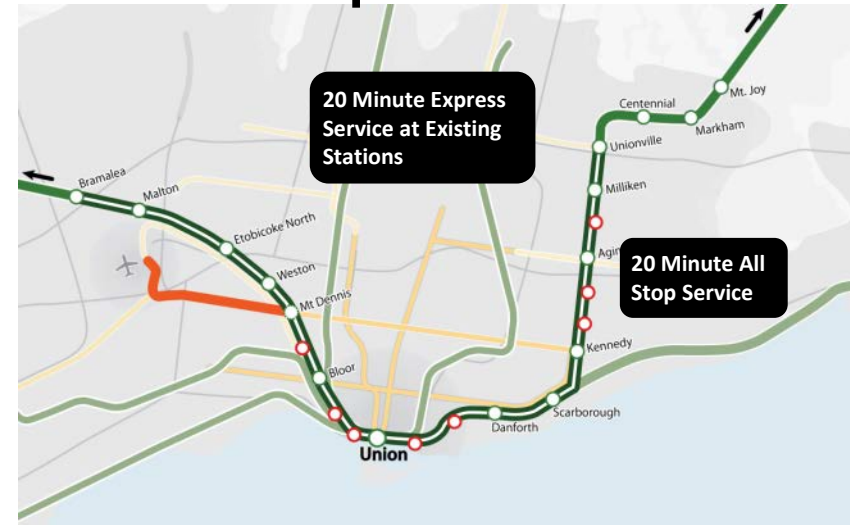 20 Minute Express
Service at Existing
Stations
Centennial
Mt. Joy
Markham
Unionville
Milliken
Bramalea
Malton
Etobicoke North
Weston
Mt Dennis
20 Minute All
Stop Service
Kennedy
Bloor
Scarborough
Danforth
Union